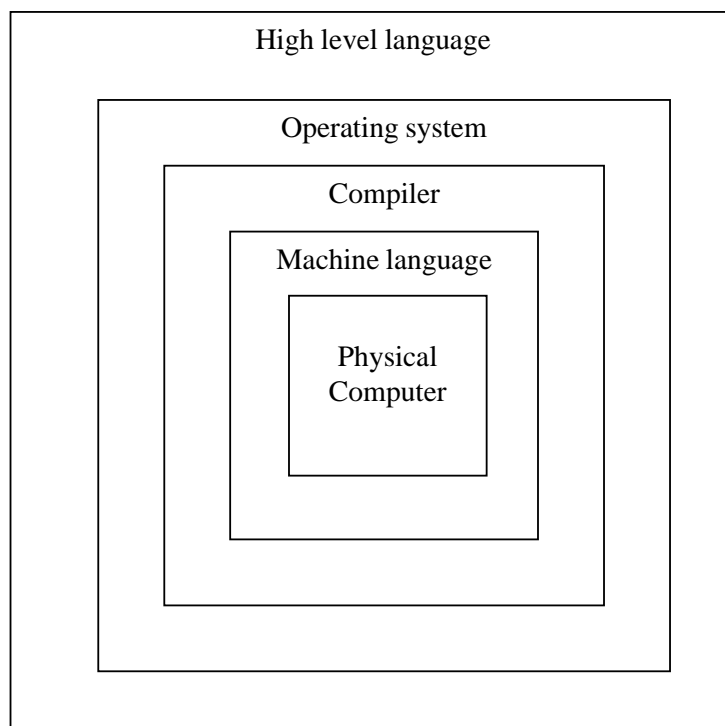 High level language
Operating system
Compiler
Machine language
Physical
Computer